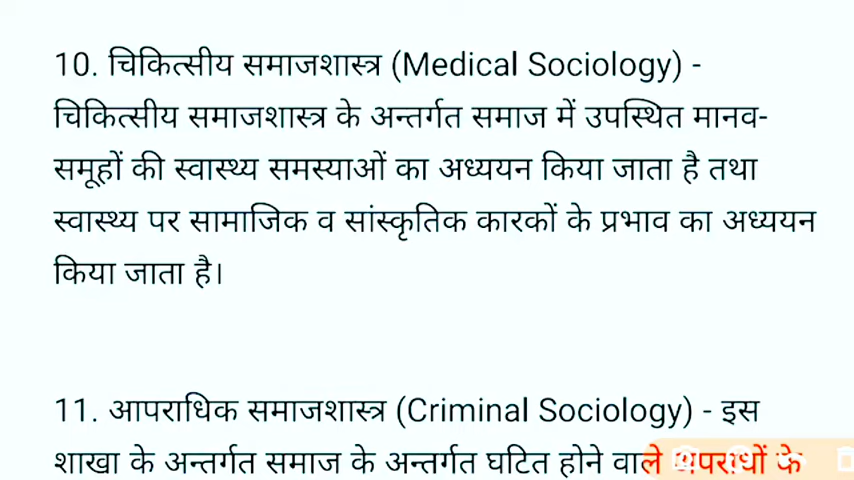 10. चिकित्सीय समाजशास्त्र (Medical Sociology) -
चिकित्सीय समाजशास्त्र के अन्तर्गत समाज में उपस्थित मानव-
समूहों की स्वास्थ्य समस्याओं का अध्ययन किया जाता है तथा
स्वास्थ्य पर सामाजिक व सांस्कृतिक कारकों के प्रभाव का अध्ययन
किया जाता है।
11. आपराधिक समाजशास्त्र (Criminal Sociology) - इस
शाखा के अन्तर्गत समाज के अन्तर्गत घटित होने वाले अपराधों के